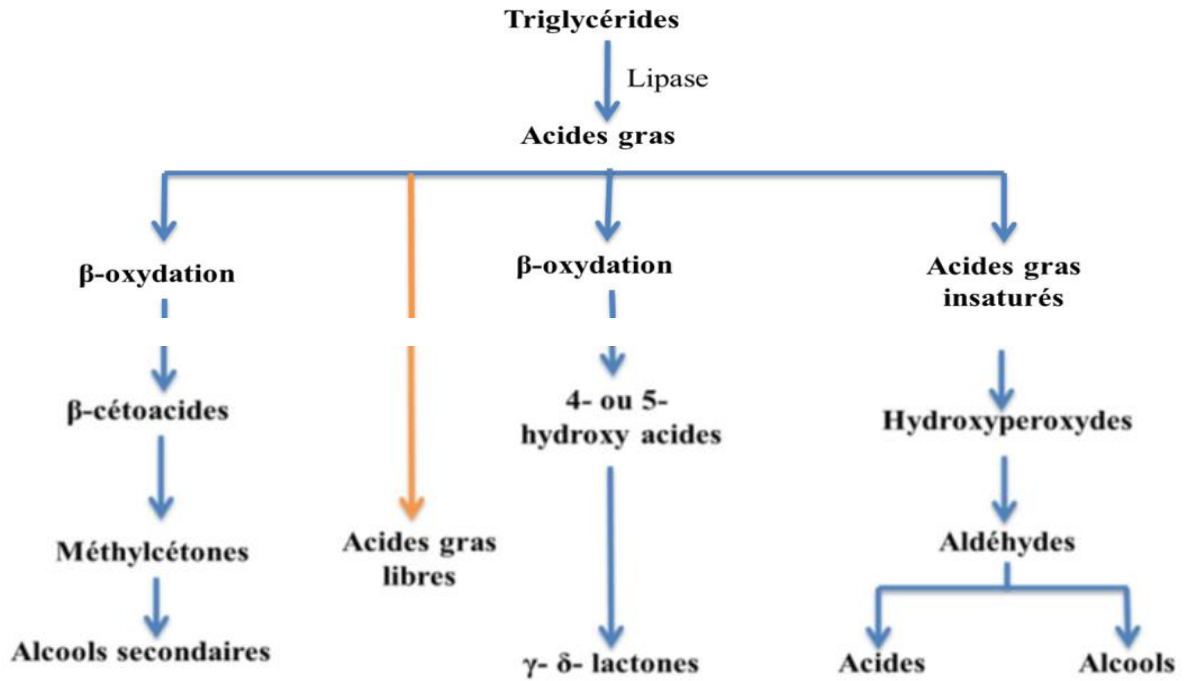 Triglycérides
Lipase
Acides gras
β-oxydation
β-oxydation
Acides gras
insaturés
β-cétoacides
4- ou 5-
hydroxy acides
Hydroxyperoxydes
Méthylcétones
Acides gras
libres
Aldéhydes
Alcools secondaires
γ- δ- lactones
Acides
Alcools